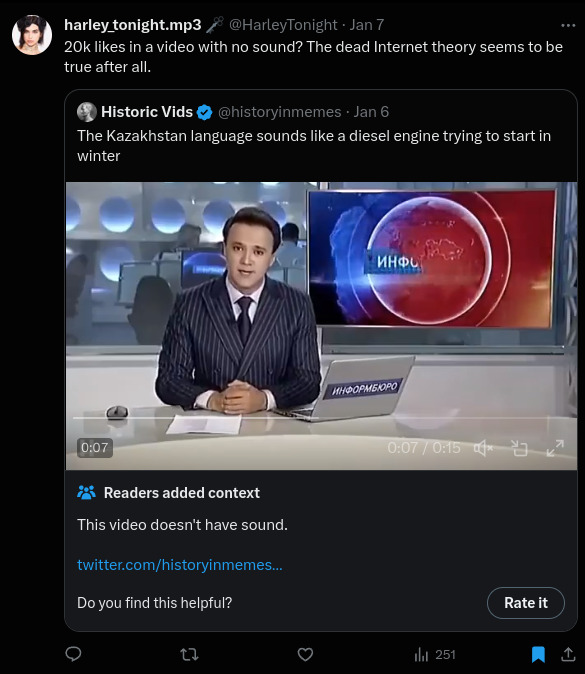 harley_tonight.mp3 🎤 @HarleyTonight · Jan 7
20k likes in a video with no sound? The dead Internet theory seems to be
true after all.
Historic Vids @historyinmemes · Jan 6
The Kazakhstan language sounds like a diesel engine trying to start in
winter
ИНФО
ИНФОРМБЮРО
0:07
0:07 / 0:15
Readers added context
This video doesn't have sound.
twitter.com/historyinmemes...
Do you find this helpful?
Rate it
251